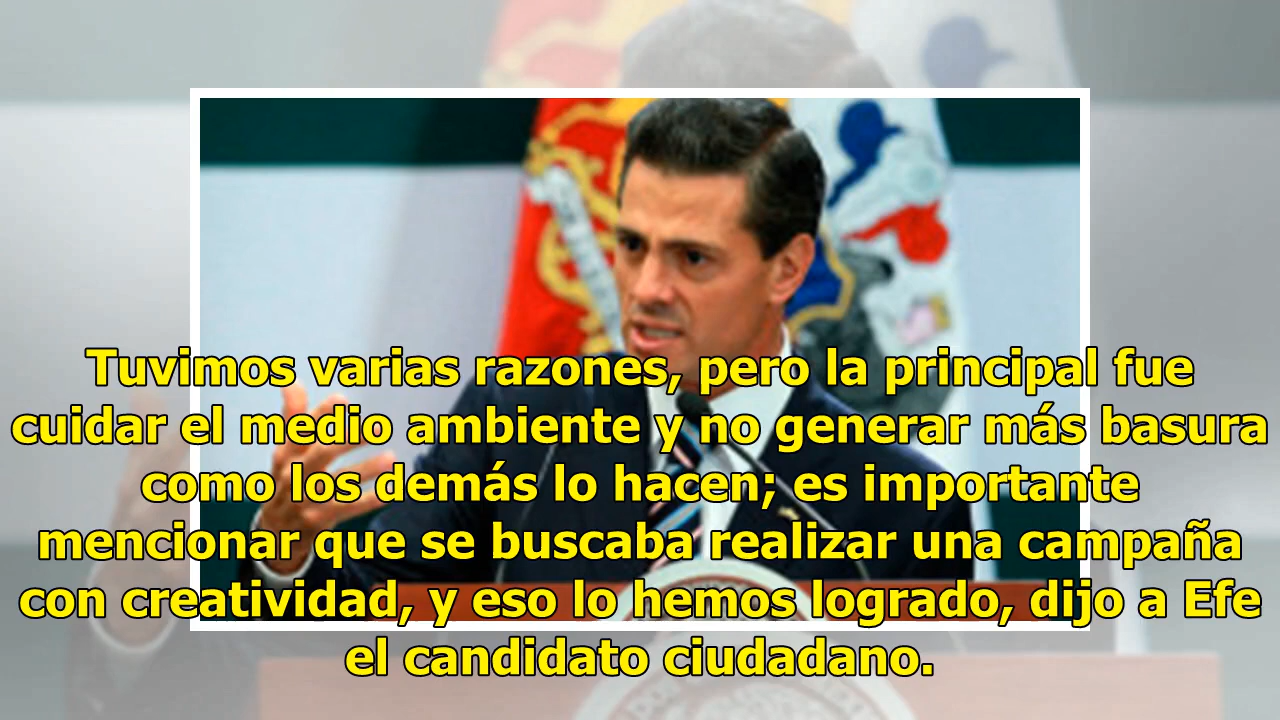 Tuvimos varias razones, pero la principal fue
cuidar el medio ambiente y no generar más basura
como los demás lo hacen; es importante
mencionar que se buscaba realizar una campaña
con creatividad, y eso lo hemos logrado, dijo a Efe
el candidato ciudadano.